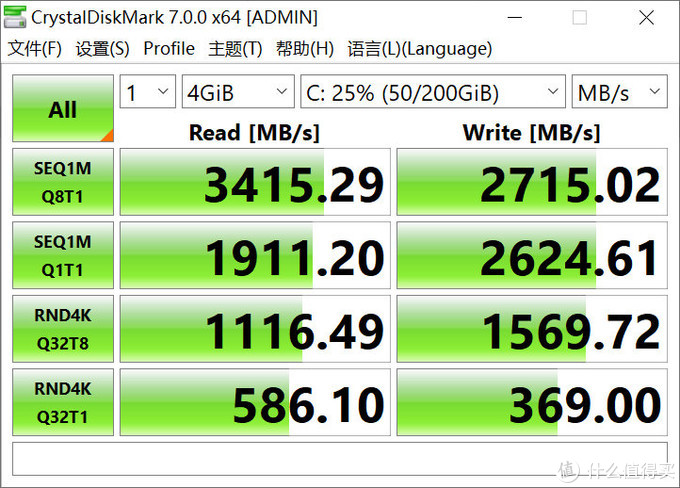 CrystalDiskMark 7.0.0 x64 [ADMIN]
文件(F) 设置(S) Profile 主题(T) 帮助(H) 语言(L)(Language)
All 1 4GiB C: 25% (50/200GiB) MB/s
Read [MB/s] Write [MB/s]
SEQ1M
Q8T1
3415.29 2715.02
SEQ1M
Q1T1
1911.20 2624.61
RND4K
Q32T8
1116.49 1569.72
RND4K
Q32T1
586.10 369.00
值 什么值得买